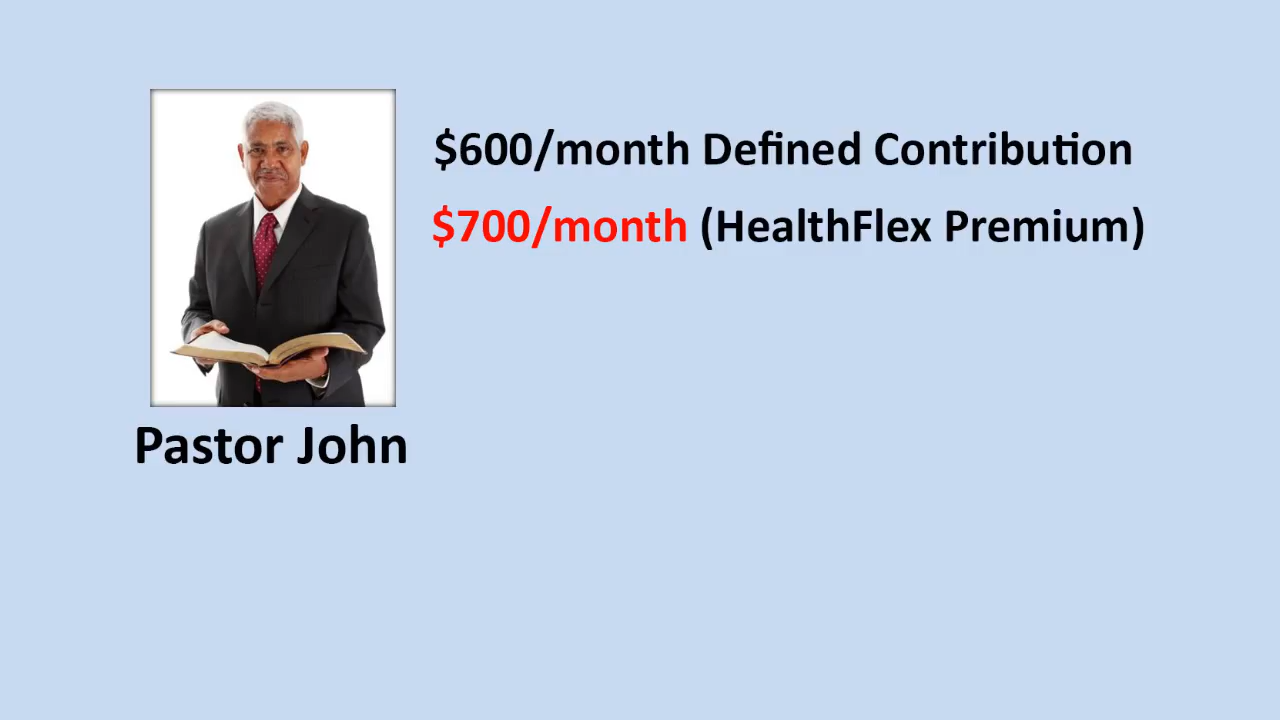 $600/month Defined Contribution
$700/month (HealthFlex Premium)
Pastor John